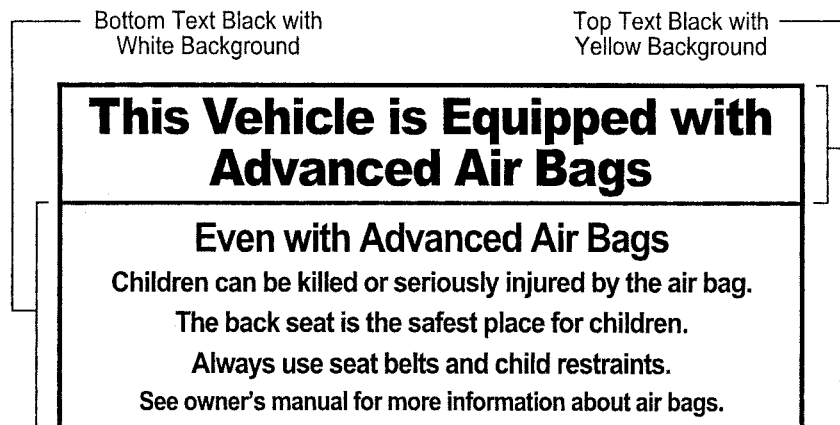 Bottom Text Black with
White Background
Top Text Black with
Yellow Background
This Vehicle is Equipped with
Advanced Air Bags
Even with Advanced Air Bags
Children can be killed or seriously injured by the air bag.
The back seat is the safest place for children.
Always use seat belts and child restraints.
See owner's manual for more information about air bags.